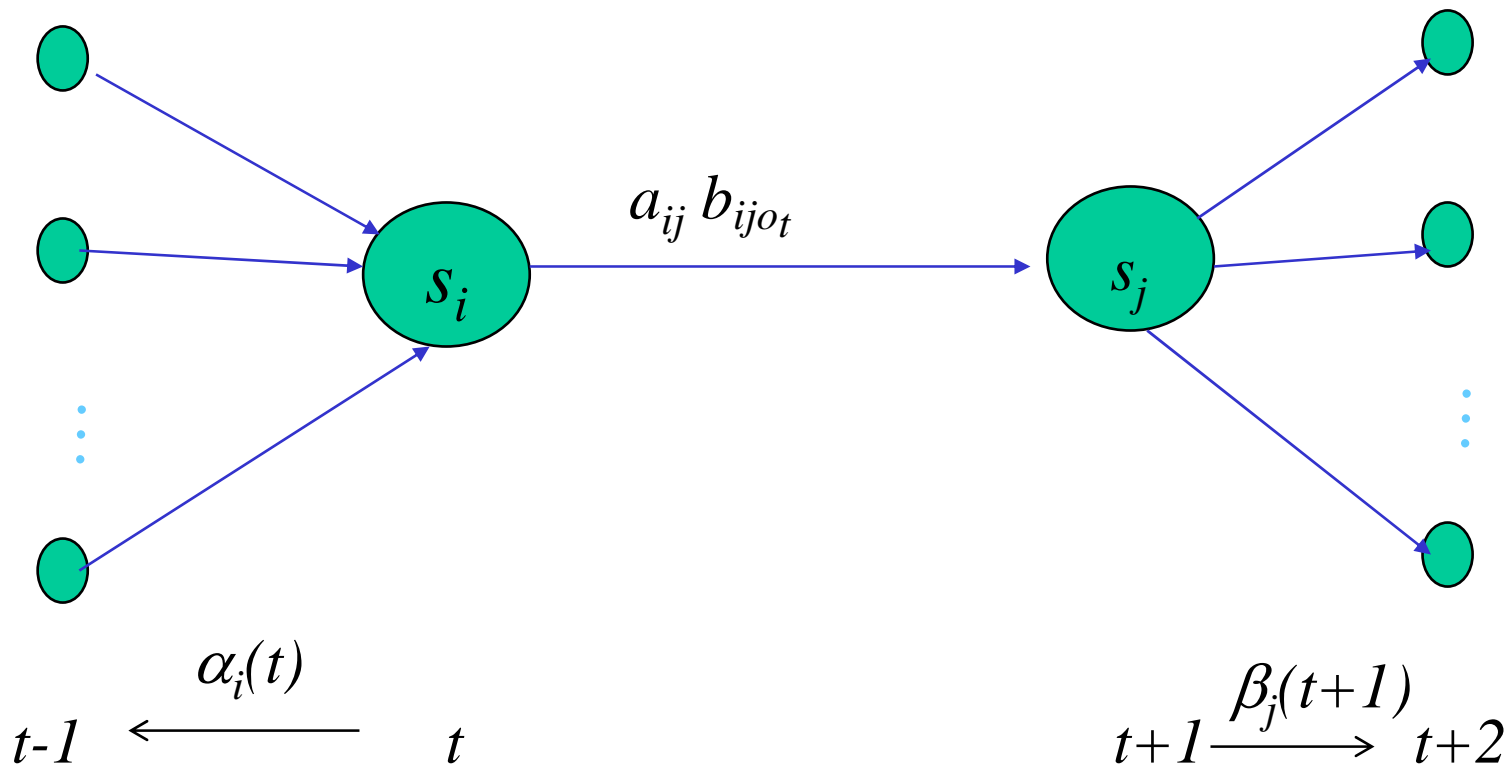 a_ij b_ijo_t
s_i
s_j
α_i(t)
β_j(t+1)
t-1
t
t+1
t+2